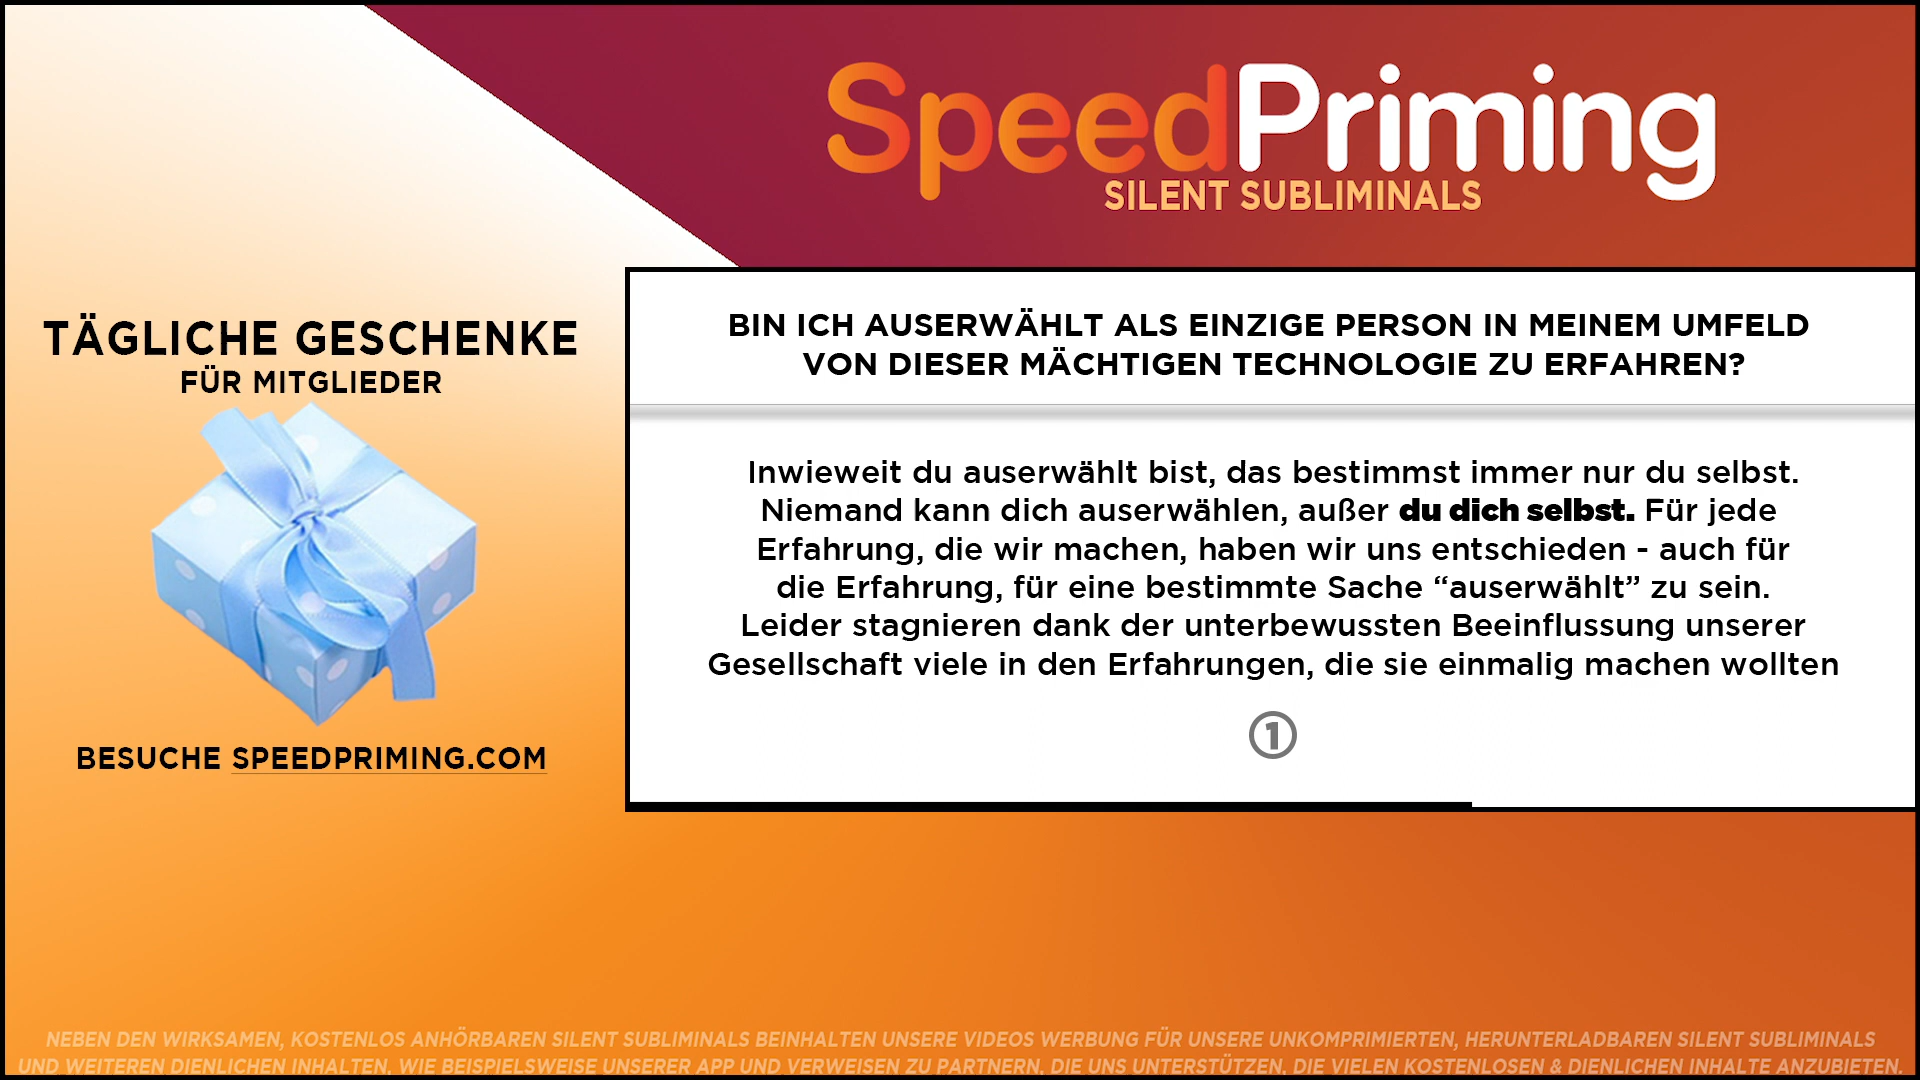 SpeedPriming
SILENT SUBLIMINALS
TÄGLICHE GESCHENKE
FÜR MITGLIEDER
BESUCHE SPEEDPRIMING.COM
BIN ICH AUSERWÄHLT ALS EINZIGE PERSON IN MEINEM UMFELD
VON DIESER MÄCHTIGEN TECHNOLOGIE ZU ERFAHREN?
Inwieweit du auserwählt bist, das bestimmst immer nur du selbst.
Niemand kann dich auserwählen, außer du dich selbst. Für jede
Erfahrung, die wir machen, haben wir uns entschieden - auch für
die Erfahrung, für eine bestimmte Sache “auserwählt” zu sein.
Leider stagnieren dank der unterbewussten Beeinflussung unserer
Gesellschaft viele in den Erfahrungen, die sie einmalig machen wollten
①
NEBEN DEN WIRKSAMEN, KOSTENLOS ANHÖRBAREN SILENT SUBLIMINALS BEINHALTEN UNSERE VIDEOS WERBUNG FÜR UNSERE UNKOMPRIMIERTEN, HERUNTERLADBAREN SILENT SUBLIMINALS
UND WEITEREN DIENLICHEN INHALTEN, WIE BEISPIELSWEISE UNSERER APP UND VERWEISEN ZU PARTNERN, DIE UNS UNTERSTÜTZEN, DIE VIELEN KOSTENLOSEN & DIENLICHEN INHALTE ANZUBIETEN.